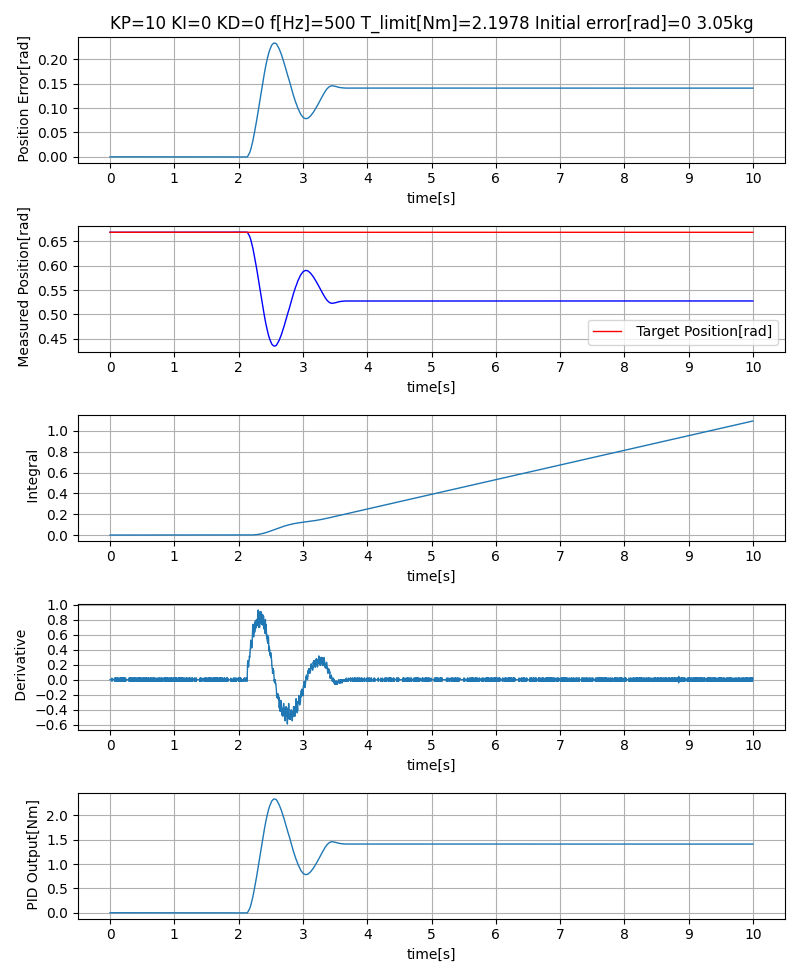 KP=10 KI=0 KD=0 f[Hz]=500 T_limit[Nm]=2.1978 Initial error[rad]=0 3.05kg
Position Error[rad]
0.20
0.15
0.10
0.05
0.00
0 1 2 3 4 5 6 7 8 9 10
time[s]
Measured Position[rad]
0.65
0.60
0.55
0.50
0.45
Target Position[rad]
0 1 2 3 4 5 6 7 8 9 10
time[s]
Integral
1.0
0.8
0.6
0.4
0.2
0.0
0 1 2 3 4 5 6 7 8 9 10
time[s]
Derivative
1.0
0.8
0.6
0.4
0.2
0.0
−0.2
−0.4
−0.6
0 1 2 3 4 5 6 7 8 9 10
time[s]
PID Output[Nm]
2.0
1.5
1.0
0.5
0.0
0 1 2 3 4 5 6 7 8 9 10
time[s]